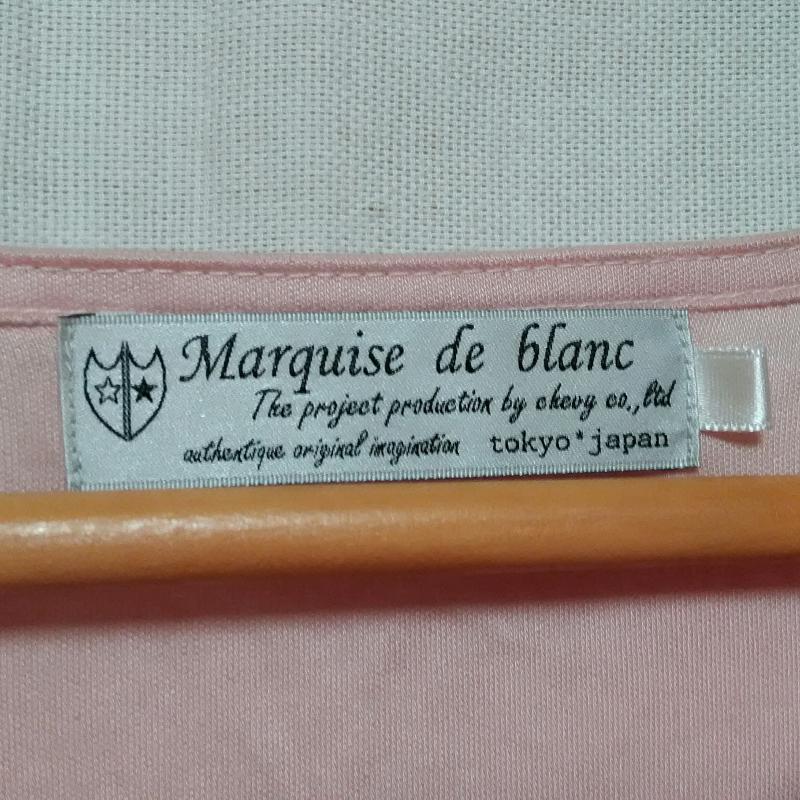 Marquise de blanc
The project production by chevy co.,ltd
authentique original imagination tokyo*japan